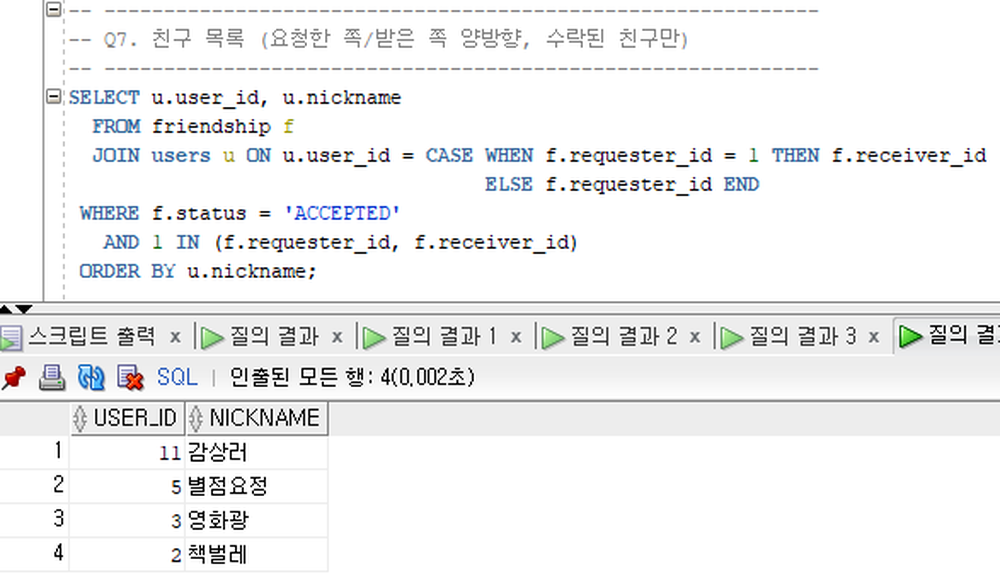 -- ------------------------------------------------------------
-- Q7. 친구 목록 (요청한 쪽/받은 쪽 양방향, 수락된 친구만)
-- ------------------------------------------------------------
SELECT u.user_id, u.nickname
FROM friendship f
JOIN users u ON u.user_id = CASE WHEN f.requester_id = 1 THEN f.receiver_id
ELSE f.requester_id END
WHERE f.status = 'ACCEPTED'
AND 1 IN (f.requester_id, f.receiver_id)
ORDER BY u.nickname;
스크립트 출력 x 질의 결과 x 질의 결과 1 x 질의 결과 2 x 질의 결과 3 x 질의
SQL | 인출된 모든 행: 4(0,002초)
USER_ID NICKNAME
1 11 감상러
2 5 별점요정
3 3 영화광
4 2 책벌레